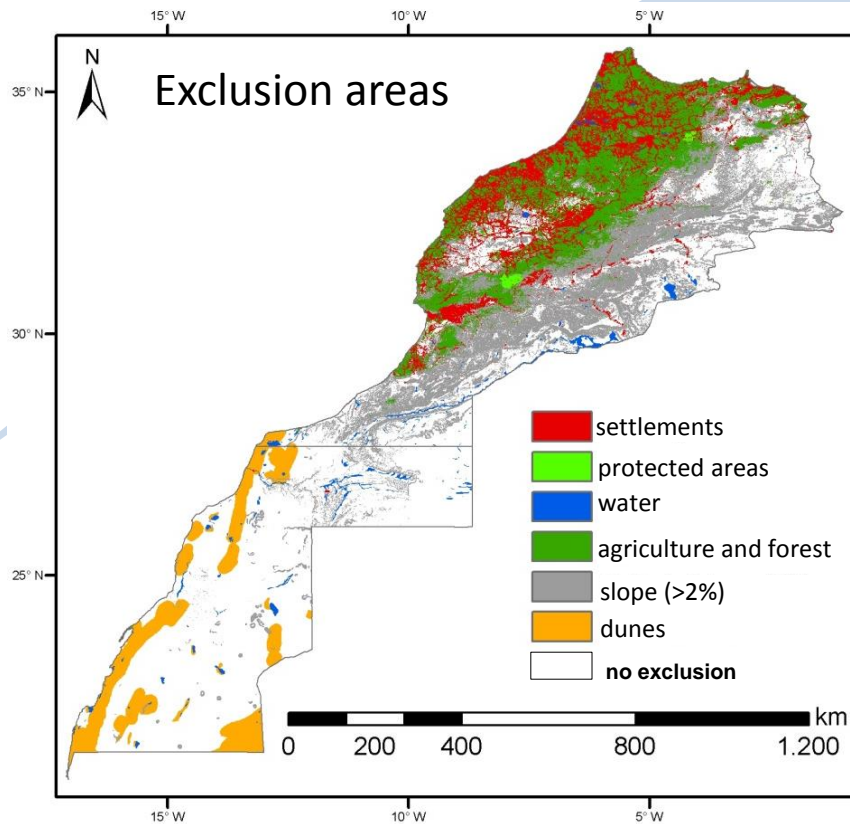 15° W 10° W 5° W
N
Exclusion areas
35° N
30° N
25° N
settlements
protected areas
water
agriculture and forest
slope (>2%)
dunes
no exclusion
km
0 200 400 800 1.200
15° W 10° W 5° W